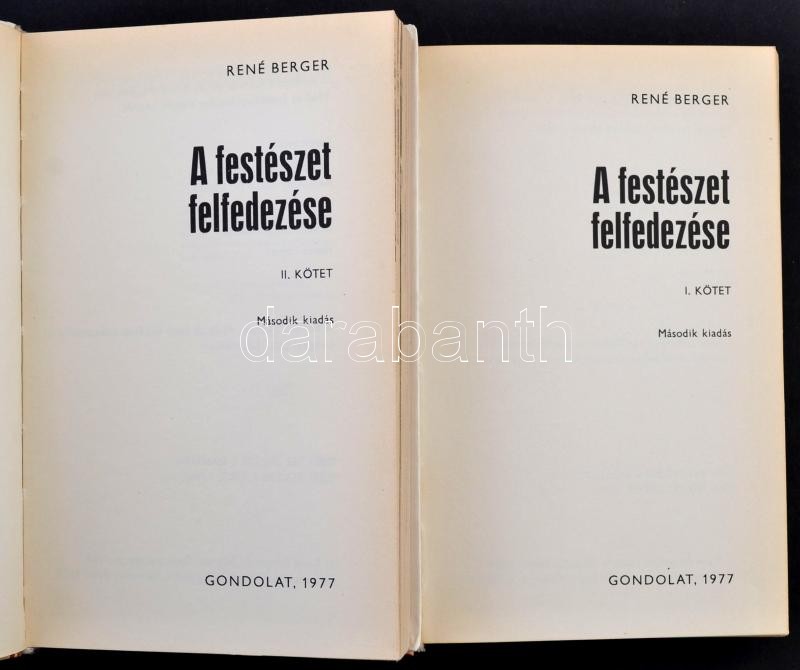 RENÉ BERGER
A festészet
felfedezése
II. KÖTET
Második kiadás
GONDOLAT, 1977
RENÉ BERGER
A festészet
felfedezése
I. KÖTET
Második kiadás
GONDOLAT, 1977
darabanth